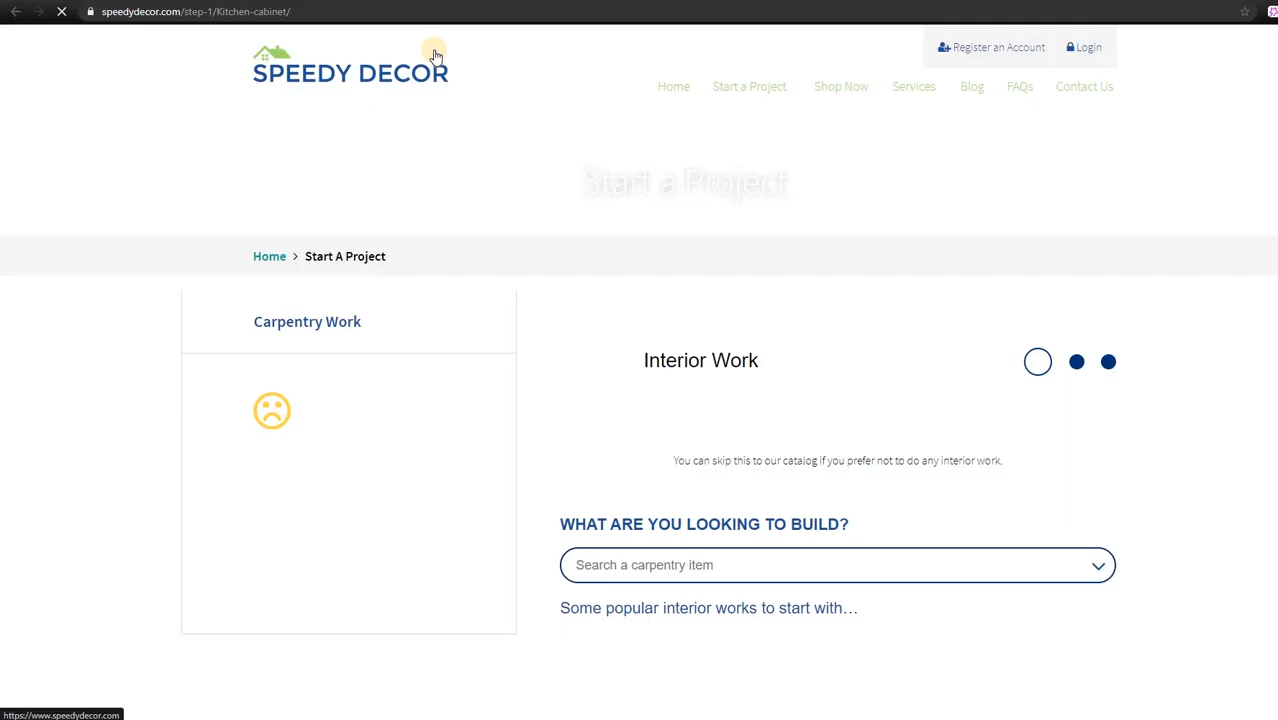 speedydecor.com/step-1/Kitchen-cabinet/
SPEEDY DECOR
Register an Account
Login
Home
Start a Project
Shop Now
Services
Blog
FAQs
Contact Us
Start a Project
Home > Start A Project
Carpentry Work
Interior Work
You can skip this to our catalog if you prefer not to do any interior work.
WHAT ARE YOU LOOKING TO BUILD?
Search a carpentry item
Some popular interior works to start with…
https://www.speedydecor.com